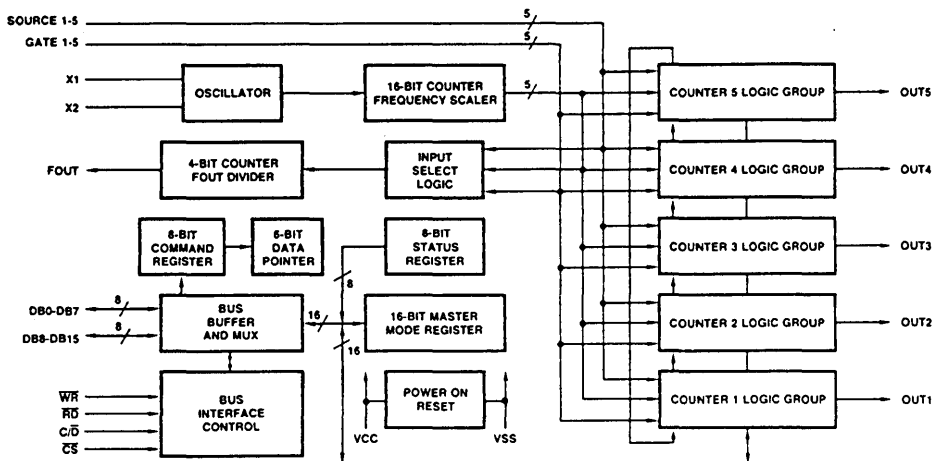 SOURCE 1-5
5
GATE 1-5
5
X1
X2
OSCILLATOR
16-BIT COUNTER
FREQUENCY SCALER
5
COUNTER 5 LOGIC GROUP
OUT5
FOUT
4-BIT COUNTER
FOUT DIVIDER
INPUT
SELECT
LOGIC
COUNTER 4 LOGIC GROUP
OUT4
8-BIT
COMMAND
REGISTER
6-BIT
DATA
POINTER
8-BIT
STATUS
REGISTER
8
COUNTER 3 LOGIC GROUP
OUT3
DB0-DB7
8
DB8-DB15
8
BUS
BUFFER
AND MUX
16
16-BIT MASTER
MODE REGISTER
16
COUNTER 2 LOGIC GROUP
OUT2
WR
RD
C/D
CS
BUS
INTERFACE
CONTROL
POWER ON
RESET
VCC
VSS
COUNTER 1 LOGIC GROUP
OUT1